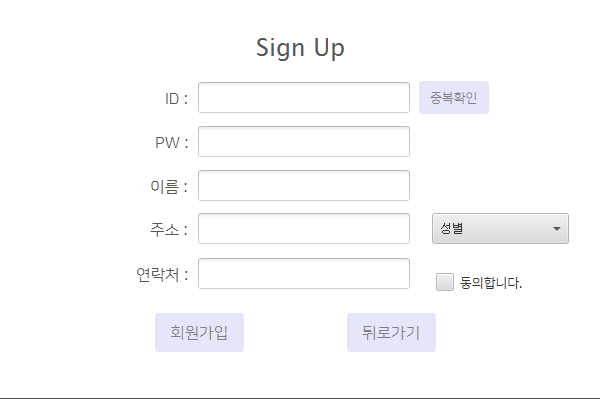 Sign Up
ID :
중복확인
PW :
이름 :
주소 :
성별
연락처 :
동의합니다.
회원가입
뒤로가기